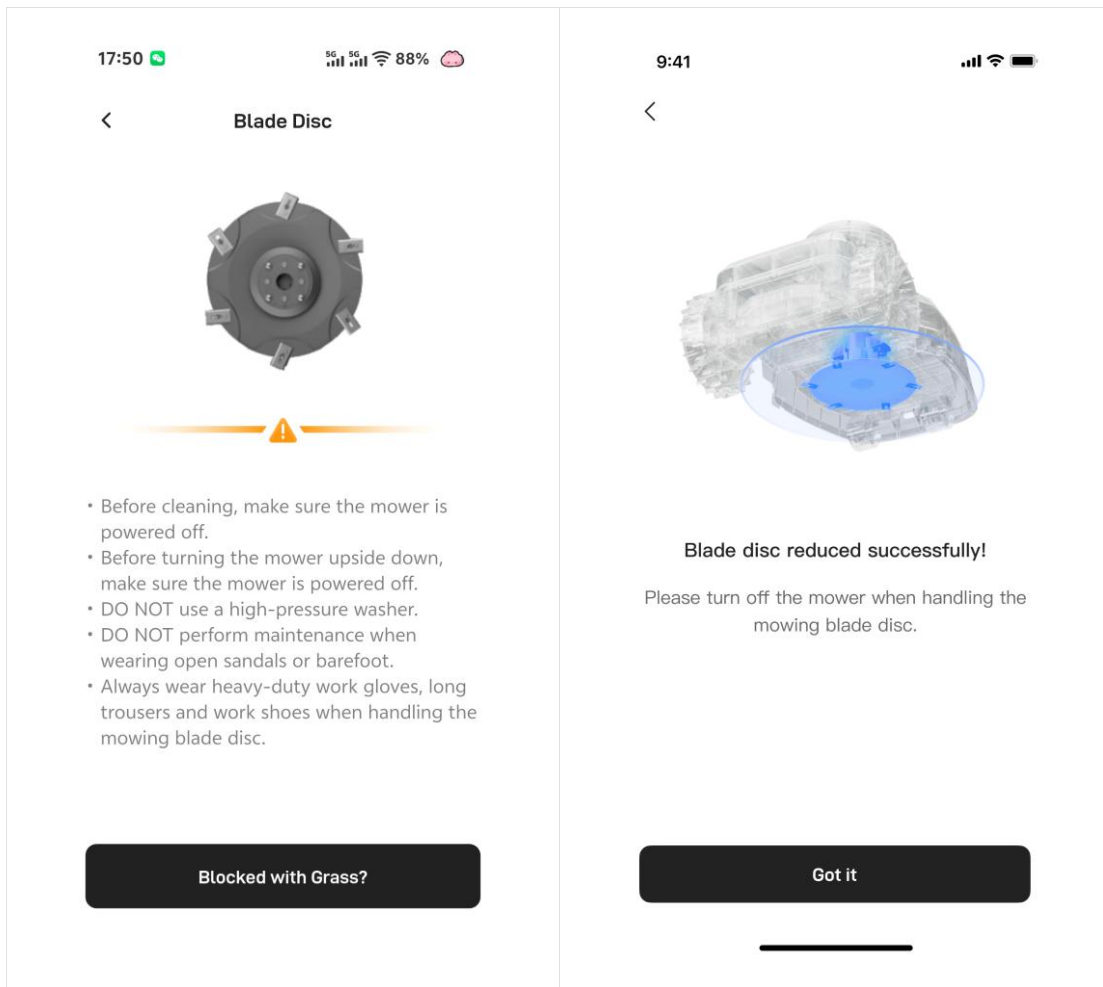 17:50
5G 5G 88%
Blade Disc
• Before cleaning, make sure the mower is
powered off.
• Before turning the mower upside down,
make sure the mower is powered off.
• DO NOT use a high-pressure washer.
• DO NOT perform maintenance when
wearing open sandals or barefoot.
• Always wear heavy-duty work gloves, long
trousers and work shoes when handling the
mowing blade disc.
Blocked with Grass?
9:41
Blade disc reduced successfully!
Please turn off the mower when handling the
mowing blade disc.
Got it